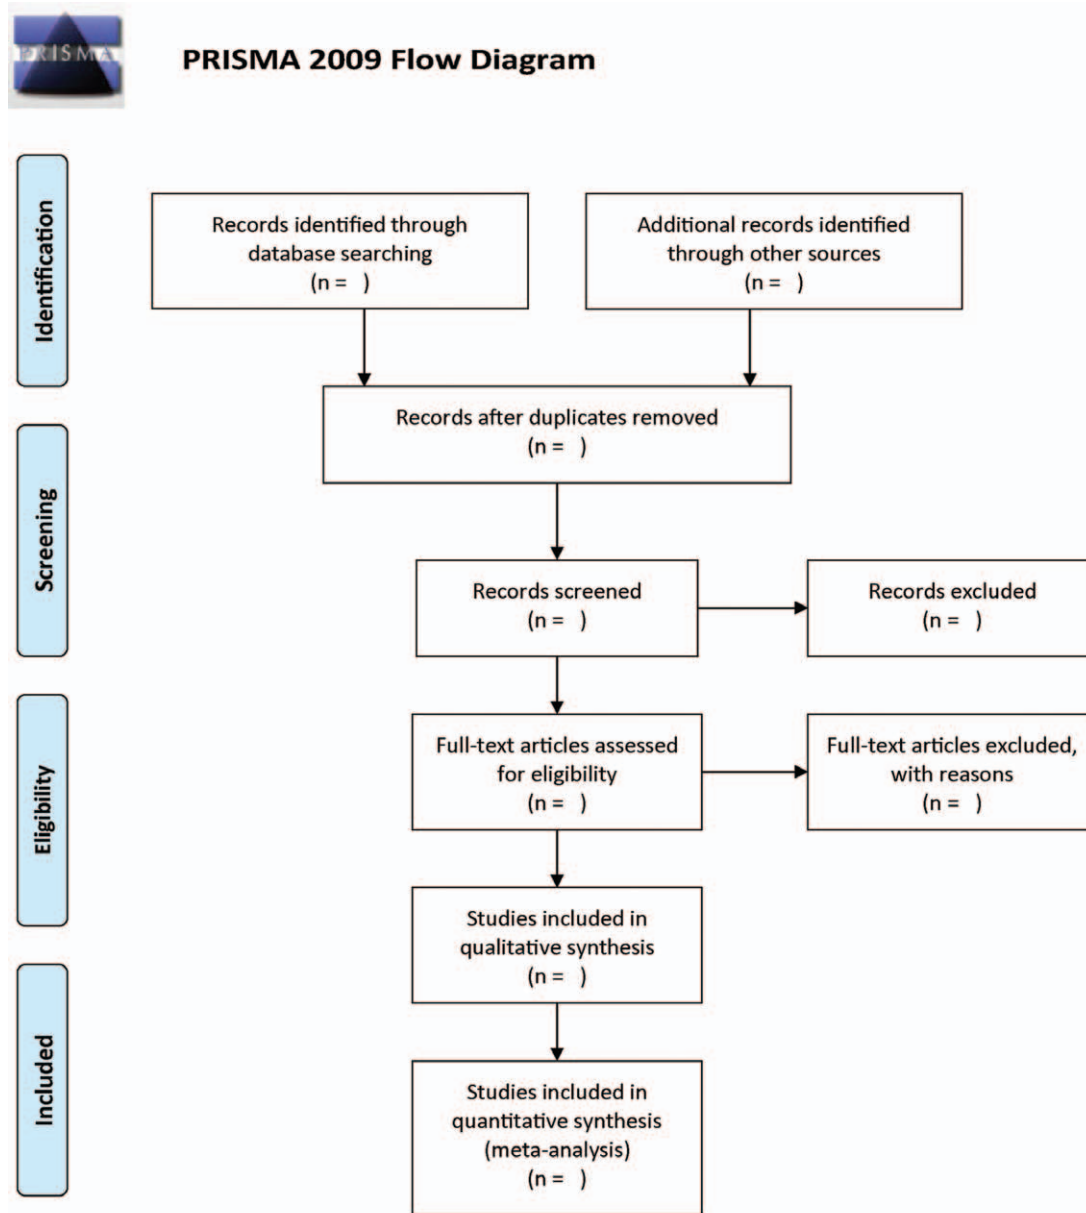 PRISMA
PRISMA 2009 Flow Diagram
Identification
Records identified through
database searching
(n =   )
Additional records identified
through other sources
(n =   )
Records after duplicates removed
(n =   )
Screening
Records screened
(n =   )
Records excluded
(n =   )
Eligibility
Full-text articles assessed
for eligibility
(n =   )
Full-text articles excluded,
with reasons
(n =   )
Studies included in
qualitative synthesis
(n =   )
Included
Studies included in
quantitative synthesis
(meta-analysis)
(n =   )